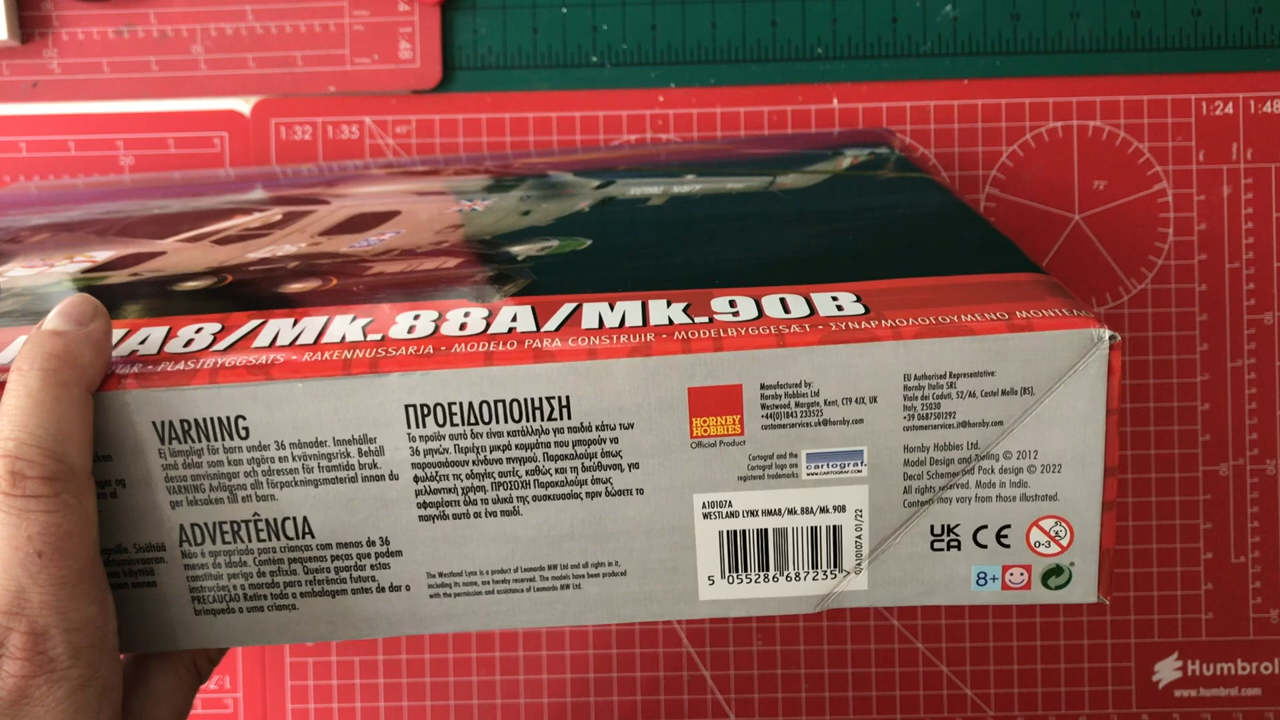 1:48
1:32
1:35
1:24
1:48
72°
ROYAL NAVY
HMA8/Mk.88A/Mk.90B
PLASTBYGGSATS • RAKENNUSSARJA • MODELO PARA CONSTRUIR • MODELBYGGESÆT • ΣΥΝΑΡΜΟΛΟΓΟΥΜΕΝΟ ΜΟΝΤΕΛΟ
VARNING
Ej lämpligt för barn under 36 månader. Innehåller
små delar som kan utgöra en kvävningsrisk. Behåll
dessa anvisningar och adressen för framtida bruk.
VARNING Avlägsna allt förpackningsmaterial innan du
ger leksaken till ett barn.
ADVERTÊNCIA
Não é apropriado para crianças com menos de 36
meses de idade. Contém pequenas peças que podem
constituir perigo de asfixia. Queira guardar estas
instruções e a morada para referência futura.
PRECAUÇÃO Retire toda a embalagem antes de dar o
brinquedo a uma criança.
ΠΡΟΕΙΔΟΠΟΙΗΣΗ
Το προϊόν αυτό δεν είναι κατάλληλο για παιδιά κάτω των
36 μηνών. Περιέχει μικρά κομμάτια που μπορούν να
παρουσιάσουν κίνδυνο πνιγμού. Παρακαλούμε όπως
φυλάξετε τις οδηγίες αυτές, καθώς και τη διεύθυνση, για
μελλοντική χρήση. ΠΡΟΣΟΧΗ Παρακαλούμε όπως
αφαιρέσετε όλα τα υλικά της συσκευασίας πριν δώσετε το
παιχνίδι αυτό σε ένα παιδί.
The Westland Lynx is a product of Leonardo MW Ltd and all rights in it,
including its name, are hereby reserved. The models have been produced
with the permission and assistance of Leonardo MW Ltd.
HORNBY
HOBBIES
Official Product
Manufactured by:
Hornby Hobbies Ltd
Westwood, Margate, Kent, CT9 4JX, UK
+44(0)1843 233525
customerservices.uk@hornby.com
Cartograf and the
Cartograf logo are
registered trademarks
cartograf.
WWW.CARTOGRAF.COM
A10107A
WESTLAND LYNX HMA8/Mk.88A/Mk.90B
5 055286 687235 >
O/A10107A 01/22
EU Authorised Representative:
Hornby Italia SRL
Viale dei Caduti, 52/A6, Castel Mella (BS),
Italy, 25030
+39 0687501292
customerservices.it@hornby.com
Hornby Hobbies Ltd.
Model Design and Tooling © 2012
Decal Scheme and Pack design © 2022
All rights reserved. Made in India.
Contents may vary from those illustrated.
UK
CA
CE
0-3
8+
Humbrol
www.humbrol.com